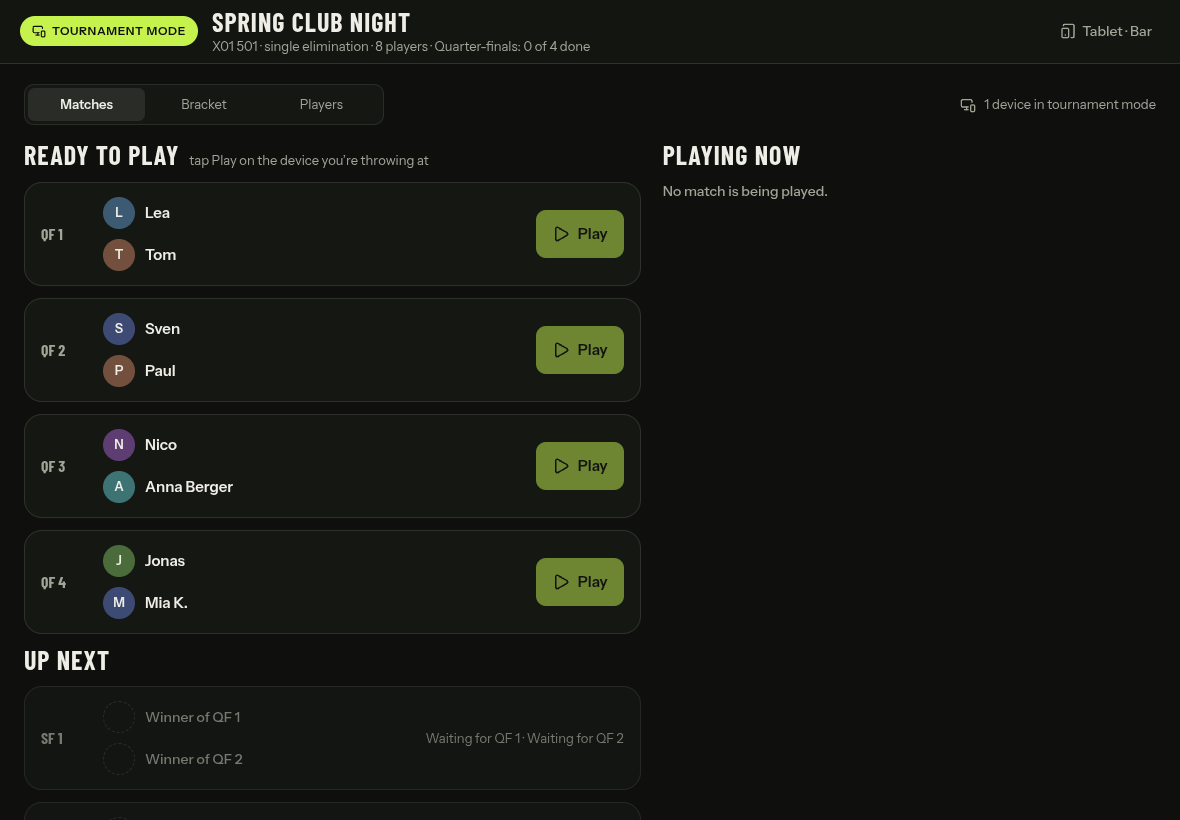 TOURNAMENT MODE
SPRING CLUB NIGHT
X01 501 · single elimination · 8 players · Quarter-finals: 0 of 4 done
Tablet · Bar
Matches
Bracket
Players
1 device in tournament mode
READY TO PLAY
tap Play on the device you're throwing at
QF 1
L
Lea
T
Tom
Play
QF 2
S
Sven
P
Paul
Play
QF 3
N
Nico
A
Anna Berger
Play
QF 4
J
Jonas
M
Mia K.
Play
UP NEXT
SF 1
Winner of QF 1
Winner of QF 2
Waiting for QF 1 · Waiting for QF 2
PLAYING NOW
No match is being played.